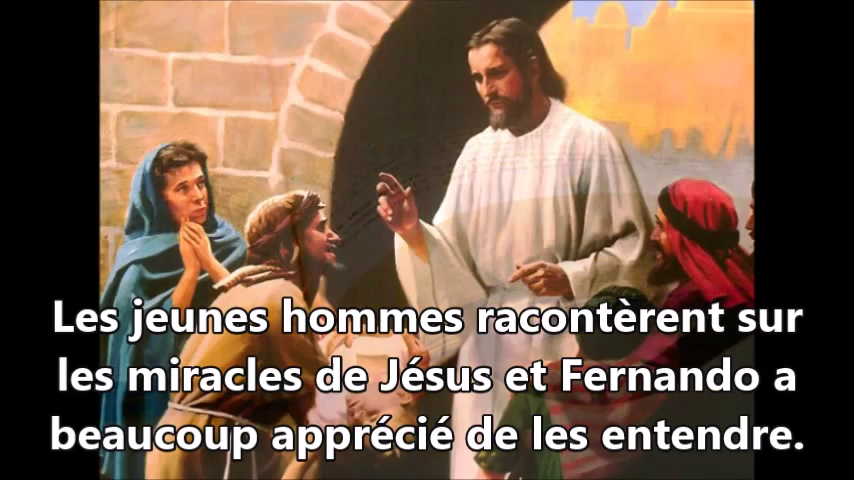 Les jeunes hommes racontèrent sur
les miracles de Jésus et Fernando a
beaucoup apprécié de les entendre.